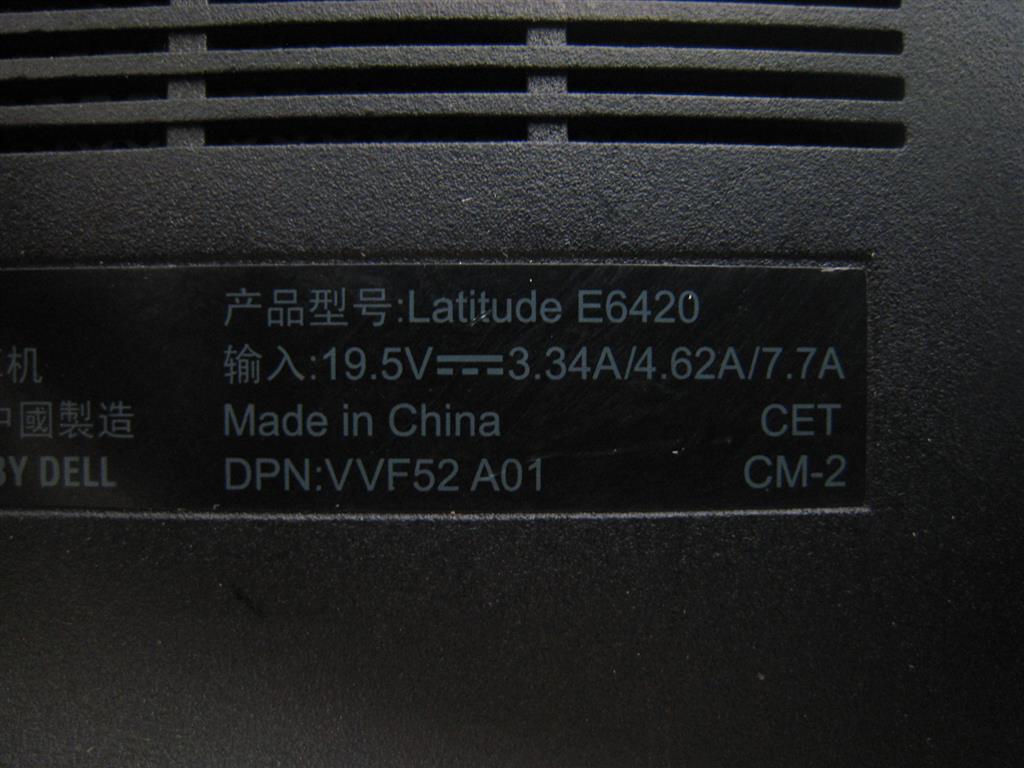 产品型号:Latitude E6420
机 输入:19.5V⎓3.34A/4.62A/7.7A
中國製造 Made in China CET
BY DELL DPN:VVF52 A01 CM-2